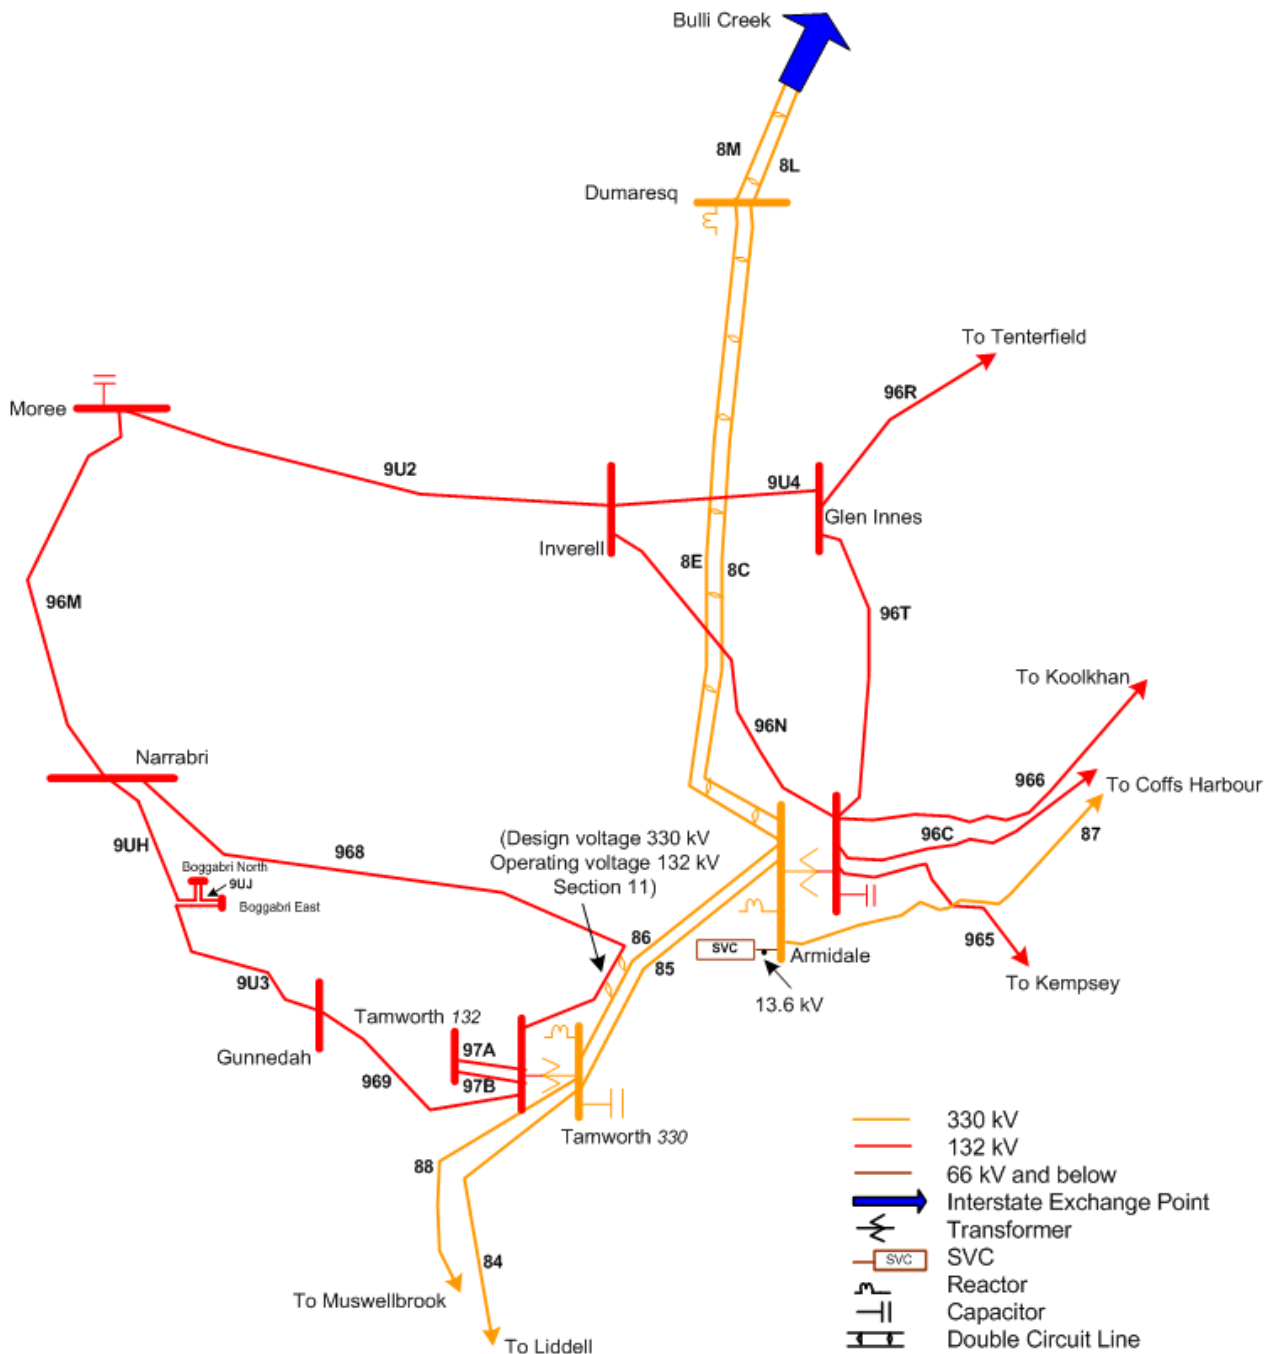 Bulli Creek
8M
8L
Dumaresq
To Tenterfield
96R
Moree
9U2
9U4
Glen Innes
Inverell
8E
8C
96M
96T
To Koolkhan
96N
Narrabri
966
To Coffs Harbour
96C
87
9UH
968
(Design voltage 330 kV
Operating voltage 132 kV
Section 11)
Boggabri North
9UJ
Boggabri East
86
85
SVC
Armidale
965
13.6 kV
To Kempsey
9U3
Tamworth 132
Gunnedah
97A
97B
969
Tamworth 330
88
84
To Muswellbrook
To Liddell
330 kV
132 kV
66 kV and below
Interstate Exchange Point
Transformer
SVC
SVC
Reactor
Capacitor
Double Circuit Line